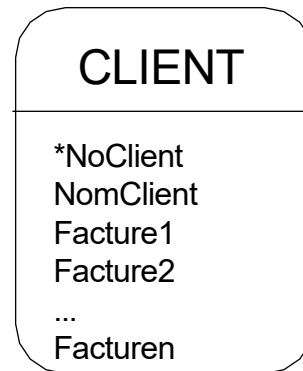 CLIENT
*NoClient
NomClient
Facture1
Facture2
...
Facturen